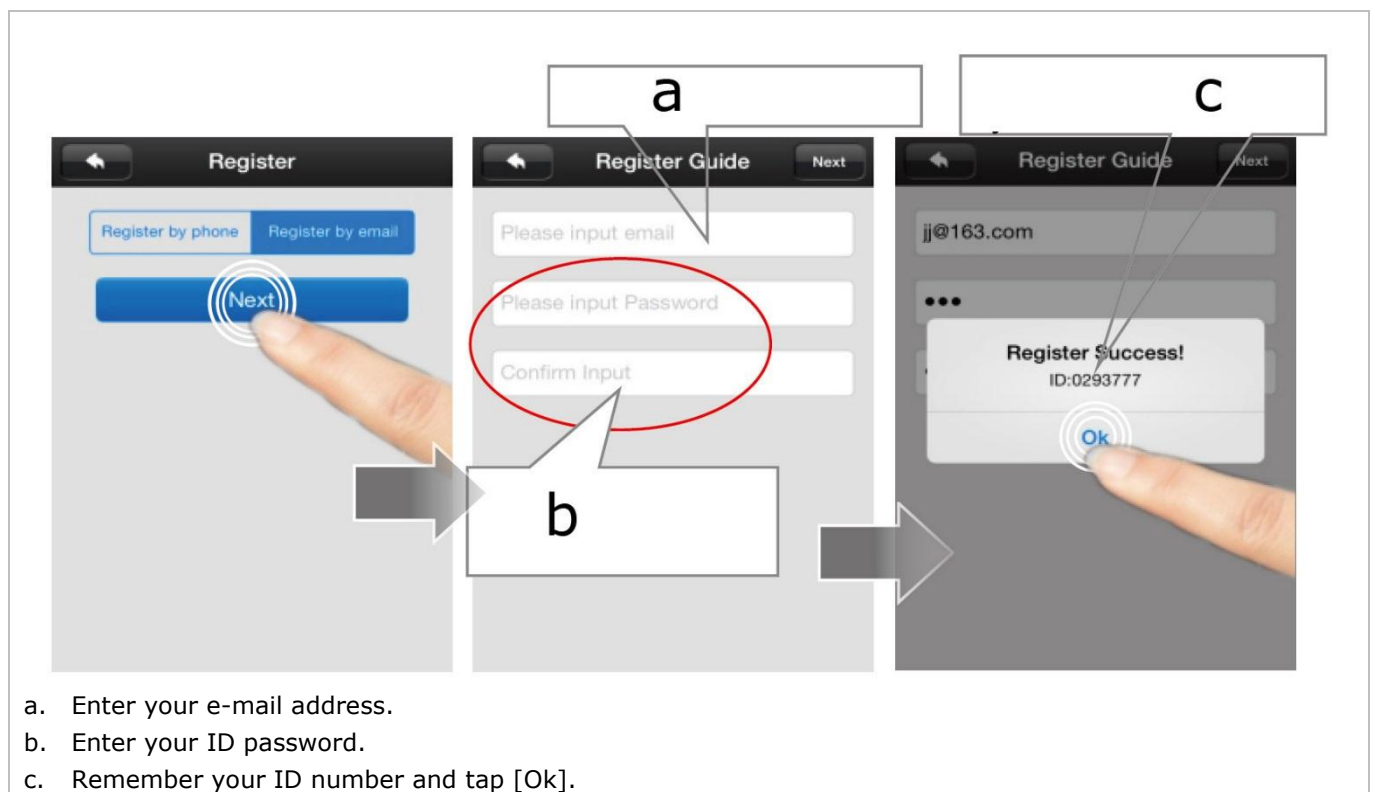 a
c
Register
Register by phone
Register by email
Next
Register Guide
Next
Please input email
Please input Password
Confirm Input
b
Register Guide
Next
jj@163.com
•••
Register Success!
ID:0293777
Ok
a. Enter your e-mail address.
b. Enter your ID password.
c. Remember your ID number and tap [Ok].